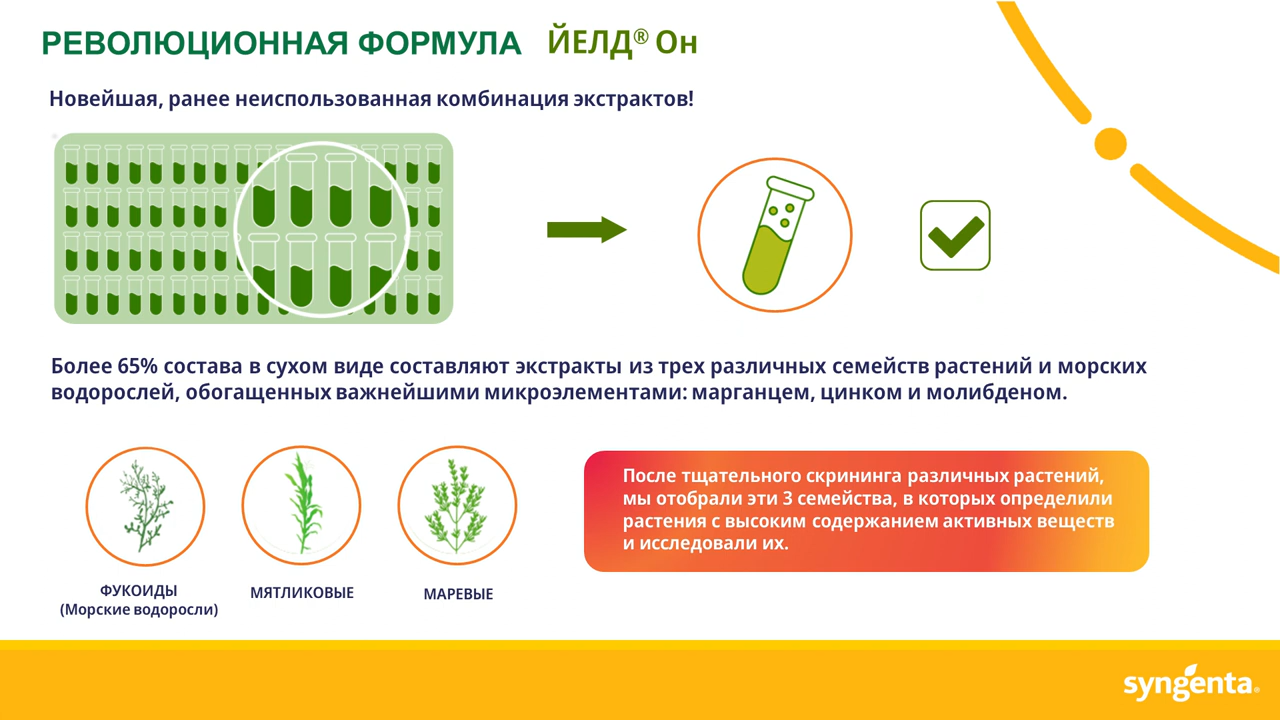 РЕВОЛЮЦИОННАЯ ФОРМУЛА ЙЕЛД® Он
Новейшая, ранее неиспользованная комбинация экстрактов!
Более 65% состава в сухом виде составляют экстракты из трех различных семейств растений и морских
водорослей, обогащенных важнейшими микроэлементами: марганцем, цинком и молибденом.
После тщательного скрининга различных растений,
мы отобрали эти 3 семейства, в которых определили
растения с высоким содержанием активных веществ
и исследовали их.
ФУКОИДЫ
(Морские водоросли)
МЯТЛИКОВЫЕ
МАРЕВЫЕ
syngenta®